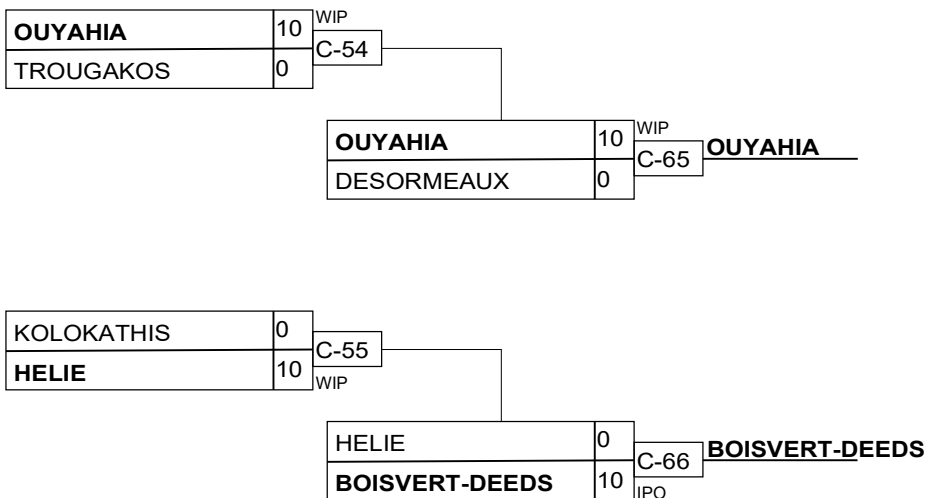 OUYAHIA 10 WIP
C-54
TROUGAKOS 0
OUYAHIA 10 WIP
C-65 OUYAHIA
DESORMEAUX 0
KOLOKATHIS 0
C-55
HELIE 10 WIP
HELIE 0
C-66 BOISVERT-DEEDS
BOISVERT-DEEDS 10 IPO